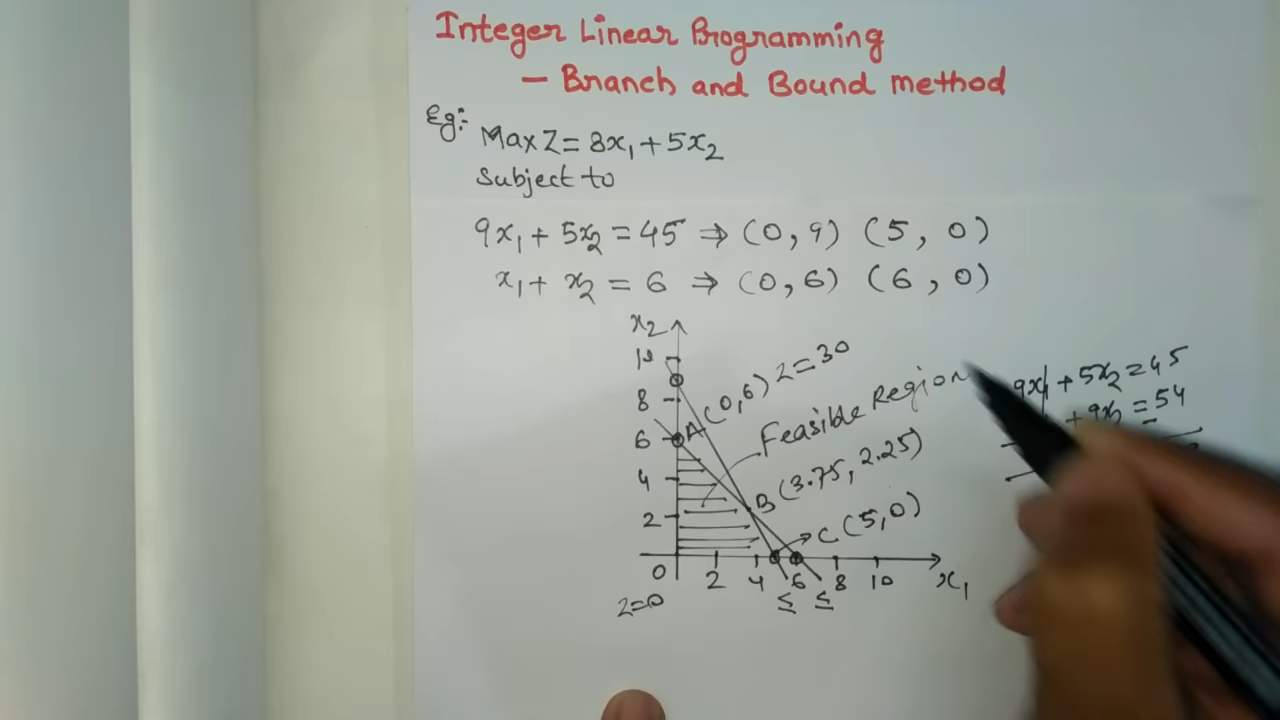 Integer Linear Programming
- Branch and Bound method
Eg:- Max Z = 8x₁ + 5x₂
Subject to
9x₁ + 5x₂ = 45 ⇒ (0, 9) (5, 0)
x₁ + x₂ = 6 ⇒ (0, 6) (6, 0)
x₂
10
8
6
4
2
0
2 4 6 8 10
x₁
≤ ≤
Z=0
A (0,6) Z=30
Feasible Region
B (3.75, 2.25)
C (5,0)
9x₁ + 5x₂ = 45
+ 9x₂ = 54